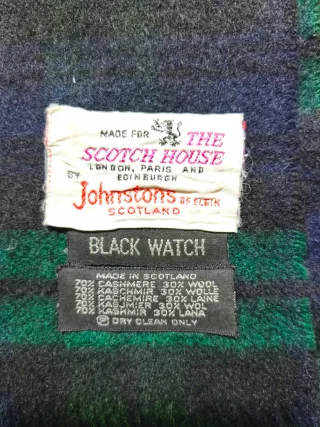 MADE FOR THE
SCOTCH HOUSE
LONDON, PARIS AND
EDINBURGH
BY Johnstons OF ELGIN
SCOTLAND
BLACK WATCH
MADE IN SCOTLAND
70% CASHMERE 30% WOOL
70% KASCHMIR 30% WOLLE
70% CACHEMIRE 30% LAINE
70% KASJMIER 30% WOL
70% KASHMIR 30% LANA
Ⓟ DRY CLEAN ONLY